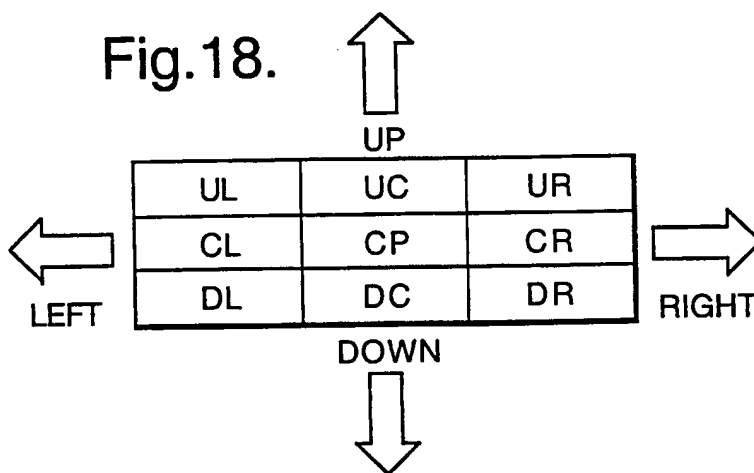 Fig.18.
UP
UL UC UR
CL CP CR
DL DC DR
LEFT RIGHT
DOWN